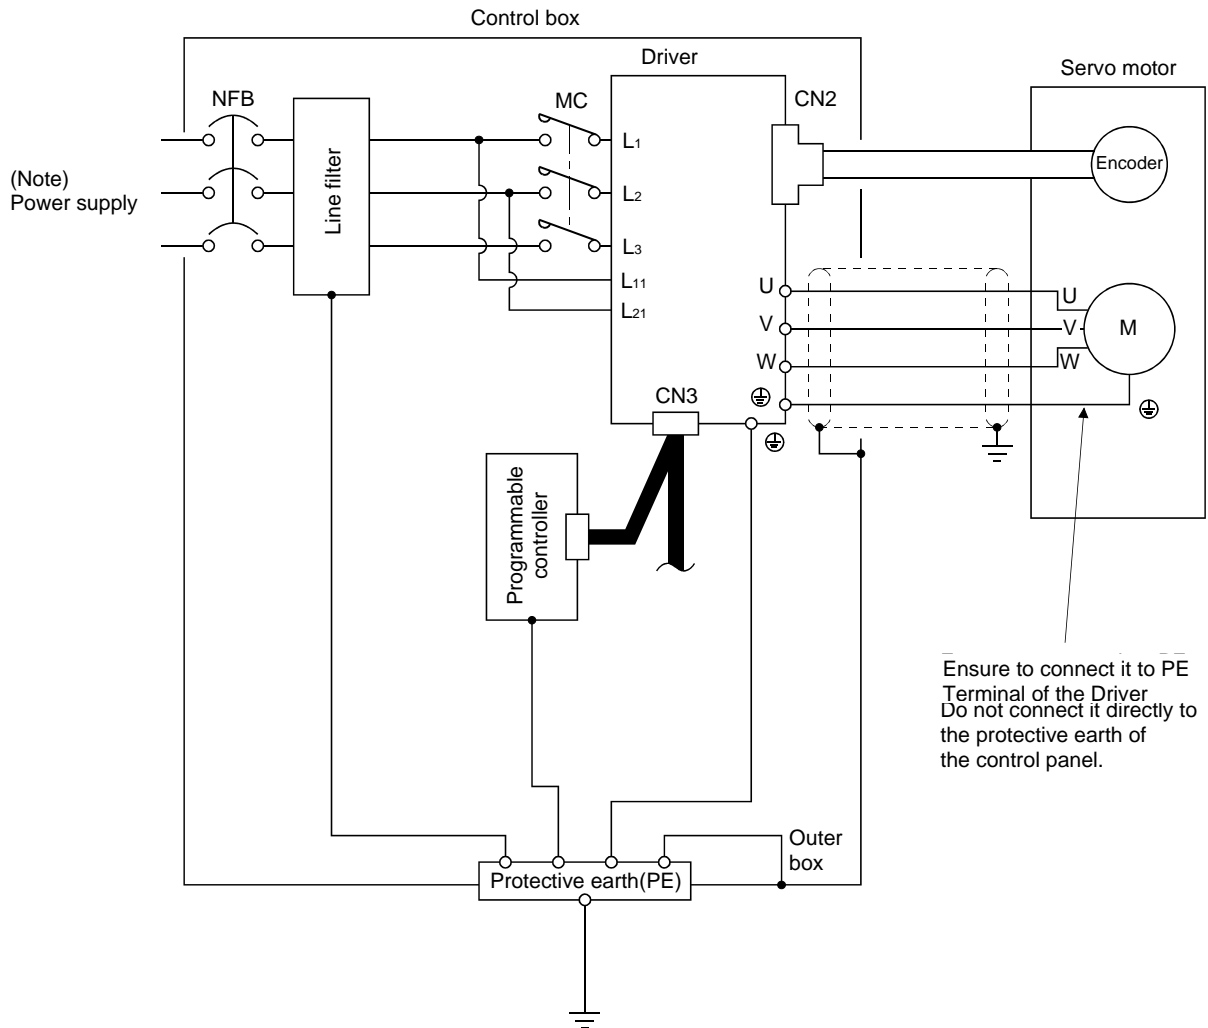 Control box
Driver
Servo motor
NFB
MC
CN2
Line filter
L1
Encoder
(Note)
Power supply
L2
L3
L11
L21
U
U
V
V
M
W
W
CN3
Programmable
controller
Ensure to connect it to PE
Terminal of the Driver
Do not connect it directly to
the protective earth of
the control panel.
Outer
box
Protective earth(PE)